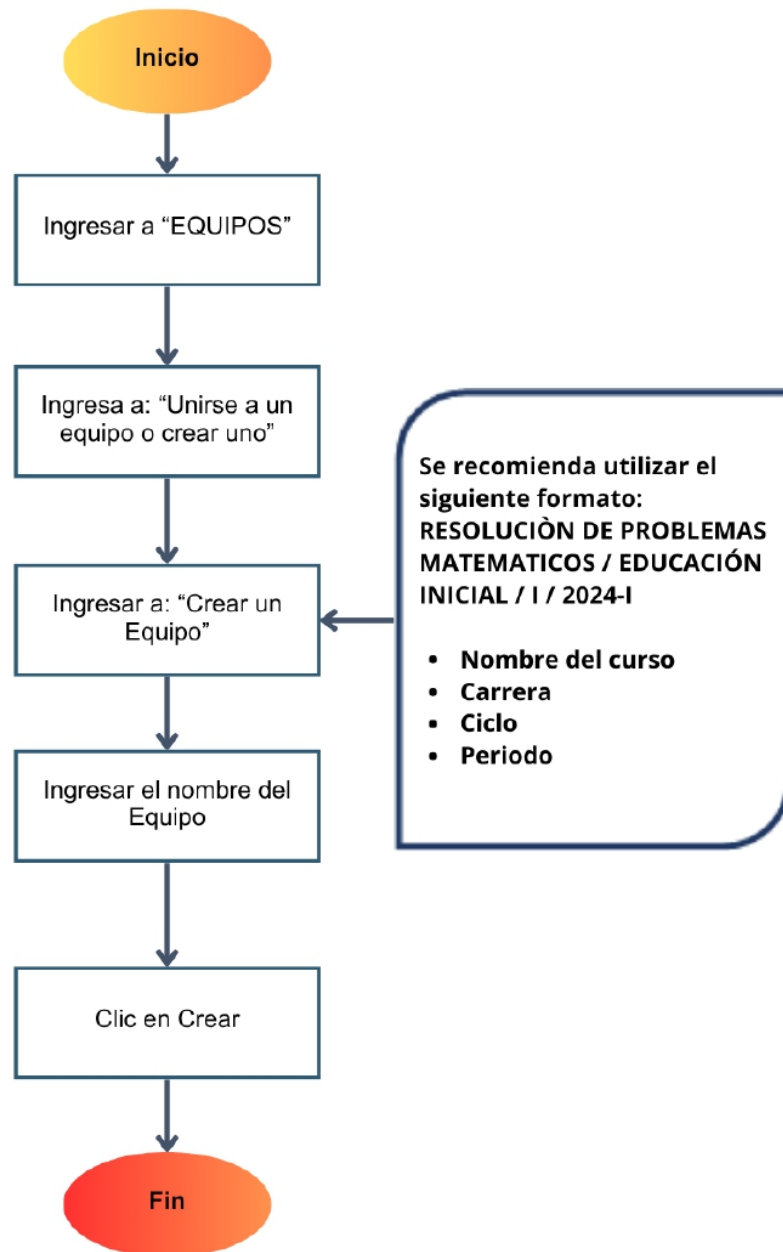 Inicio
Ingresar a “EQUIPOS”
Ingresa a: “Unirse a un
equipo o crear uno”
Ingresar a: “Crear un
Equipo”
Se recomienda utilizar el
siguiente formato:
RESOLUCIÒN DE PROBLEMAS
MATEMATICOS / EDUCACIÓN
INICIAL / I / 2024-I
• Nombre del curso
• Carrera
• Ciclo
• Periodo
Ingresar el nombre del
Equipo
Clic en Crear
Fin